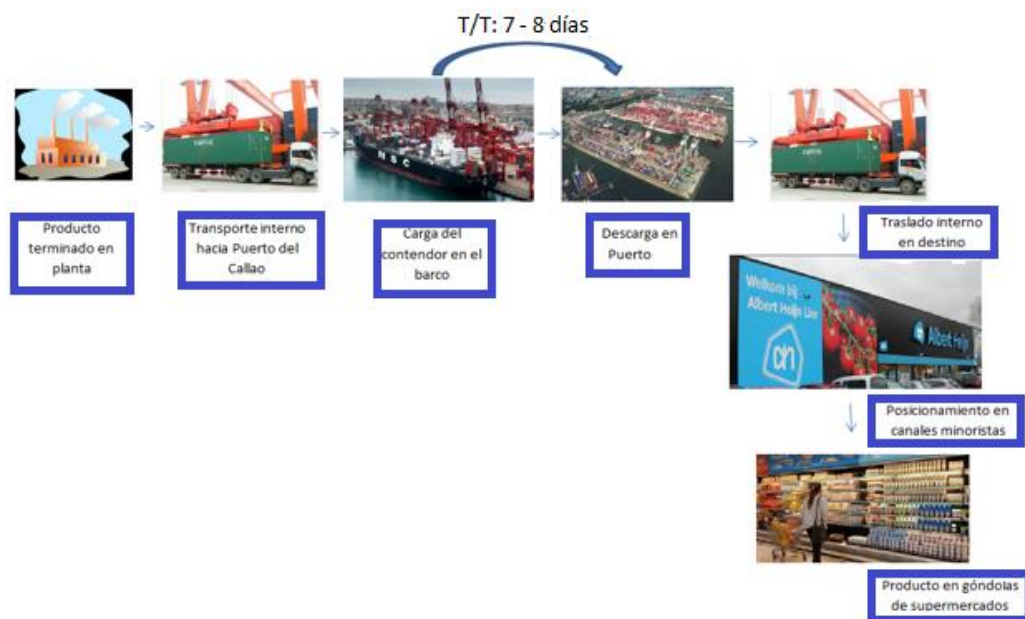 T/T: 7 - 8 días
Producto
terminado en
planta
Transporte interno
hacia Puerto del
Callao
Carga del
contendor en el
barco
Descarga en
Puerto
Traslado interno
en destino
Welkom bij
Albert Heijn Lier
Albert Heijn
Posicionamiento en
canales minoristas
Producto en góndolas
de supermercados